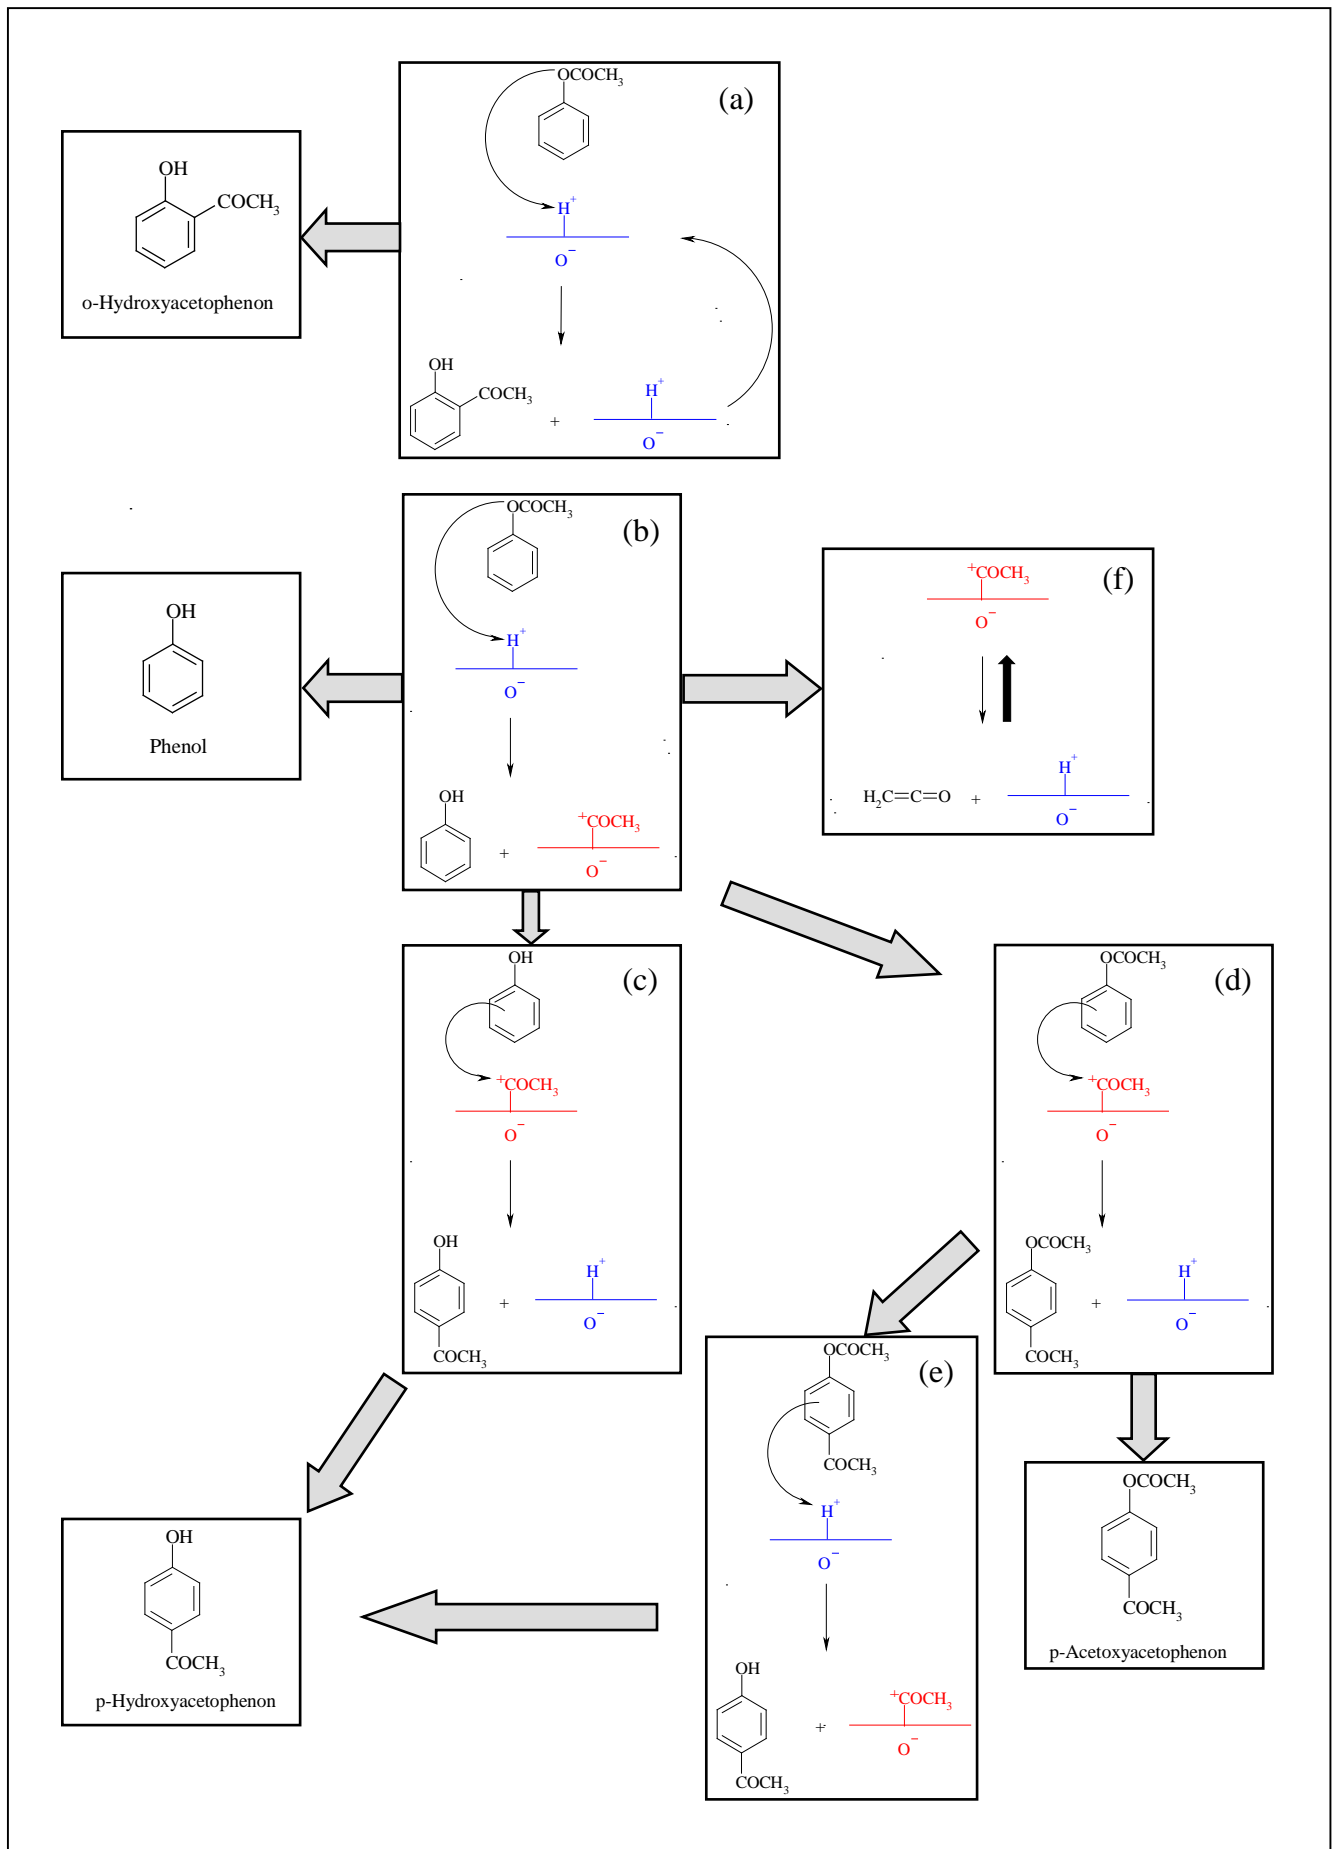 (a)
OCOCH₃
H⁺
O⁻
OH
COCH₃
+
H⁺
O⁻
OH
COCH₃
o-Hydroxyacetophenon
(b)
OCOCH₃
H⁺
O⁻
OH
+
⁺COCH₃
O⁻
OH
Phenol
(f)
⁺COCH₃
O⁻
H₂C=C=O
+
H⁺
O⁻
(c)
OH
⁺COCH₃
O⁻
OH
COCH₃
+
H⁺
O⁻
(d)
OCOCH₃
⁺COCH₃
O⁻
OCOCH₃
COCH₃
+
H⁺
O⁻
(e)
OCOCH₃
COCH₃
H⁺
O⁻
OH
COCH₃
+
⁺COCH₃
O⁻
OCOCH₃
COCH₃
p-Acetoxyacetophenon
OH
COCH₃
p-Hydroxyacetophenon